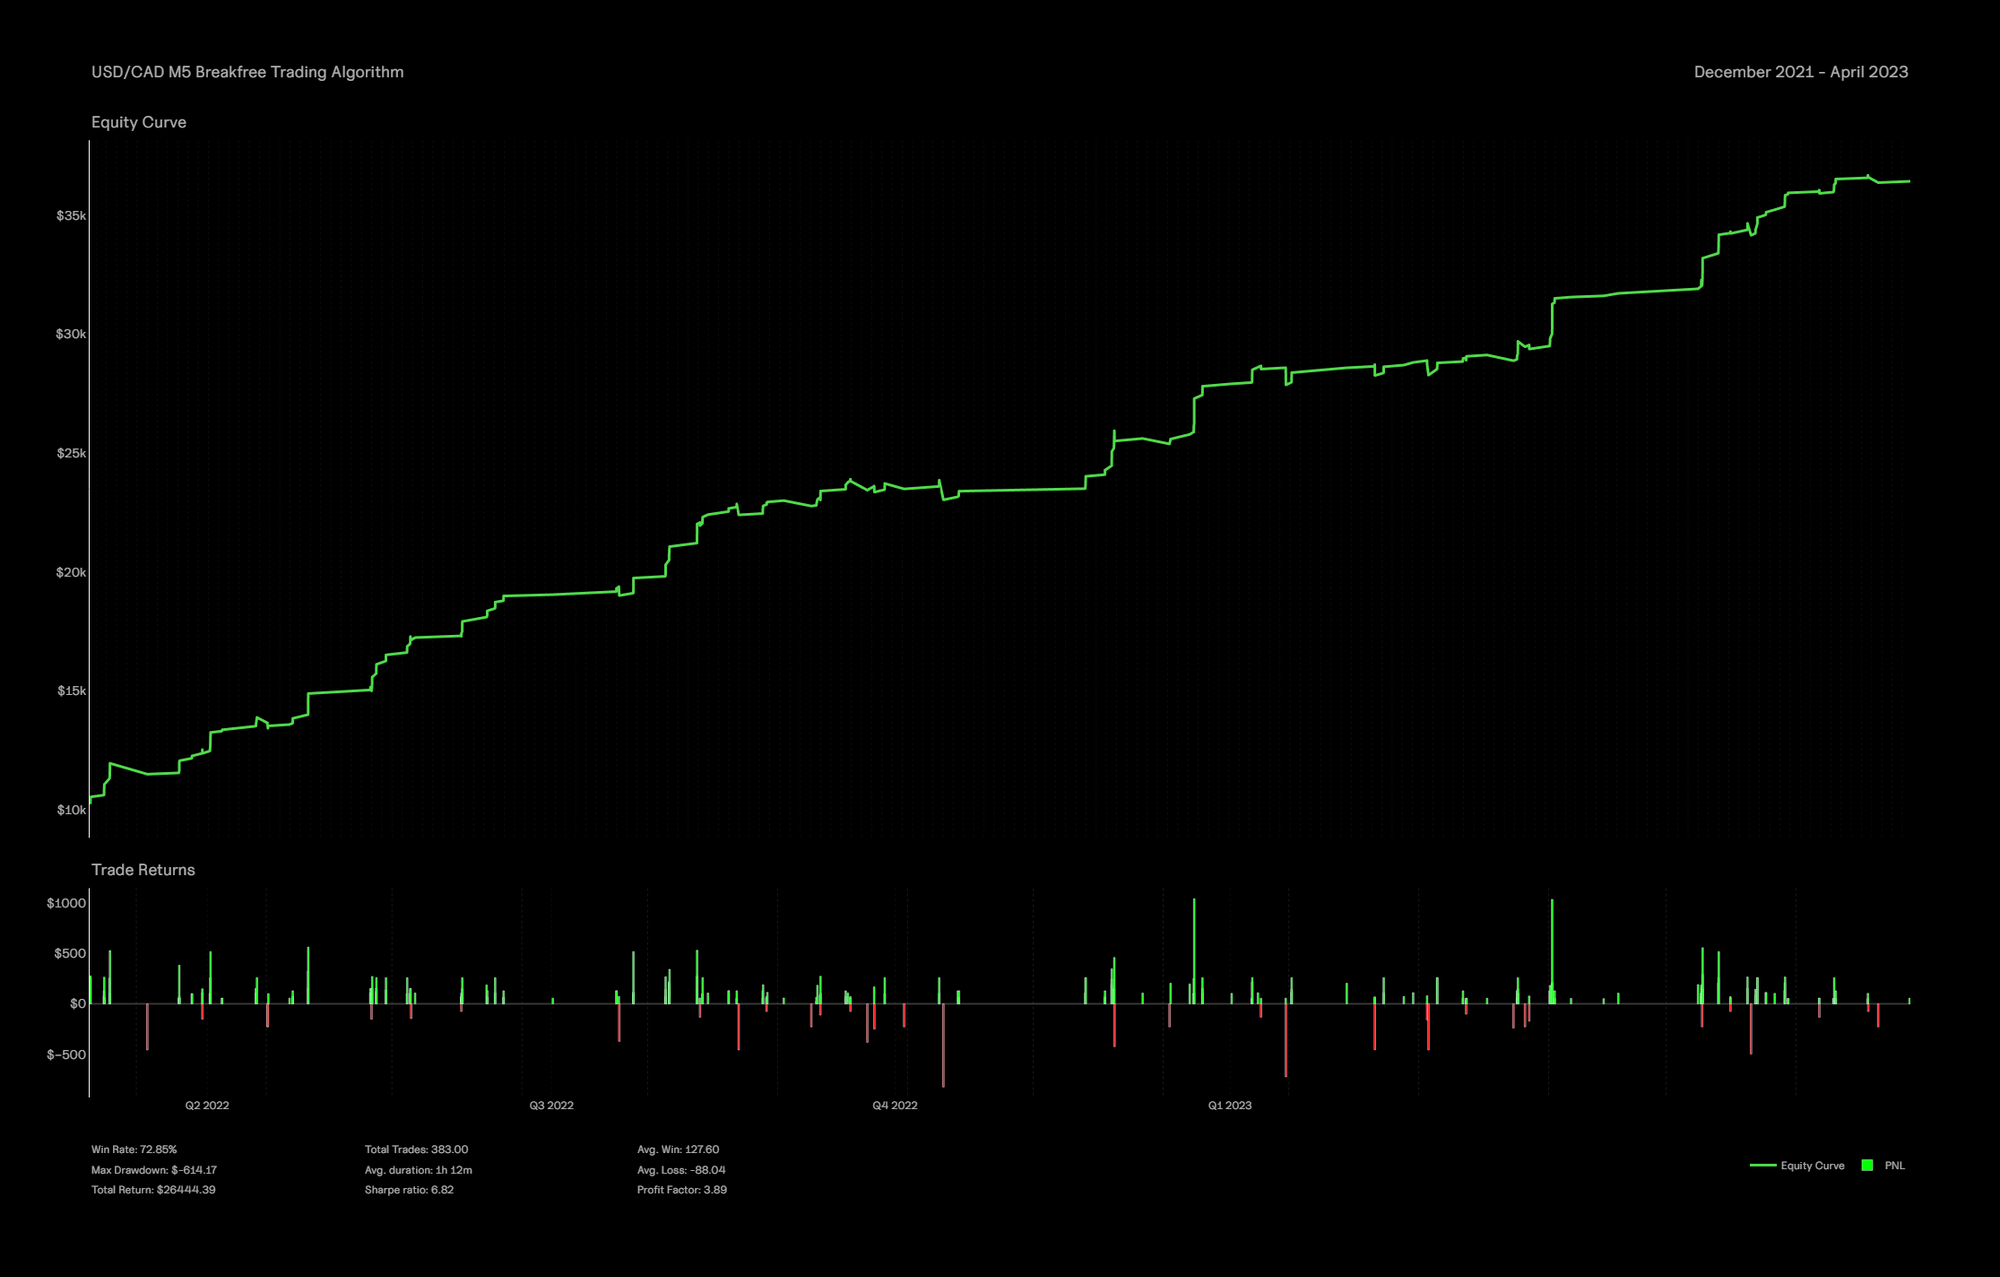 USD/CAD M5 Breakfree Trading Algorithm
December 2021 - April 2023
Equity Curve
$35k
$30k
$25k
$20k
$15k
$10k
Trade Returns
$1000
$500
$0
$-500
Q2 2022
Q3 2022
Q4 2022
Q1 2023
Win Rate: 72.85%
Total Trades: 383.00
Avg. Win: 127.60
Max Drawdown: $-614.17
Avg. duration: 1h 12m
Avg. Loss: -88.04
Total Return: $26444.39
Sharpe ratio: 6.82
Profit Factor: 3.89
Equity Curve
PNL